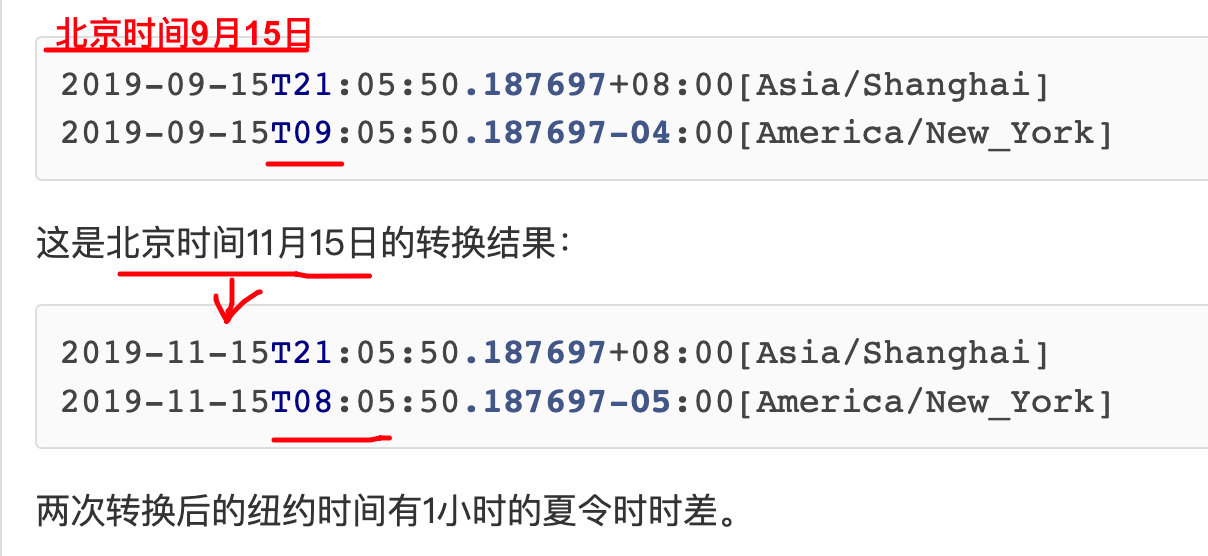 北京时间9月15日
2019-09-15T21:05:50.187697+08:00[Asia/Shanghai]
2019-09-15T09:05:50.187697-04:00[America/New_York]
这是北京时间11月15日的转换结果：
2019-11-15T21:05:50.187697+08:00[Asia/Shanghai]
2019-11-15T08:05:50.187697-05:00[America/New_York]
两次转换后的纽约时间有1小时的夏令时时差。